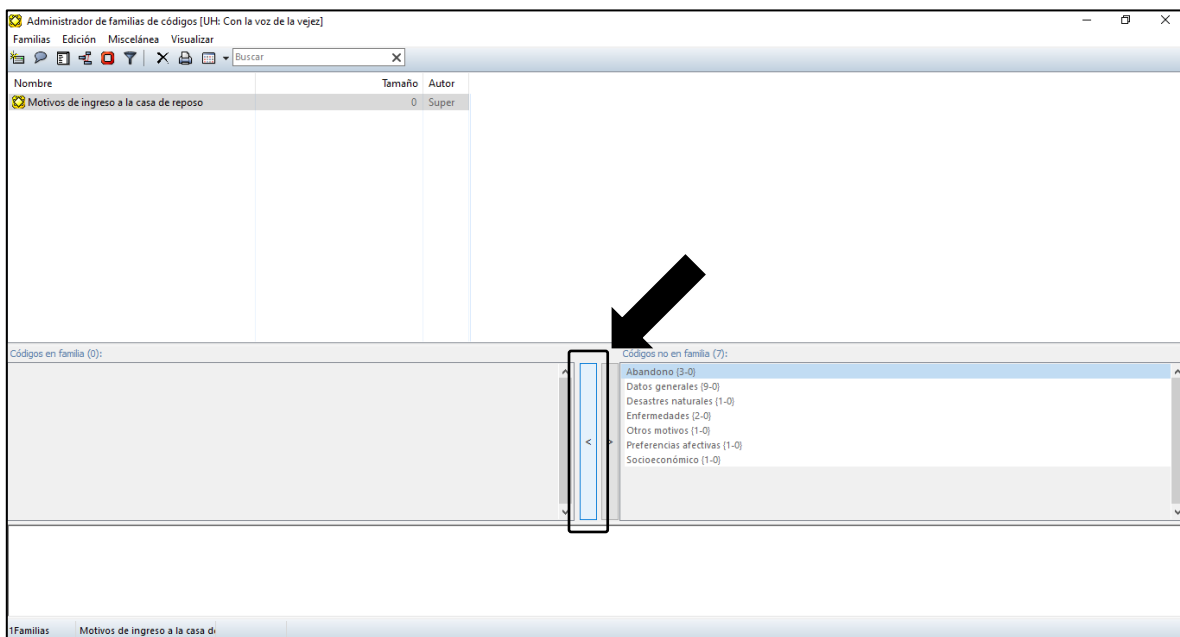 Administrador de familias de códigos [UH: Con la voz de la vejez]
Familias Edición Miscelánea Visualizar
Buscar
Nombre Tamaño Autor
Motivos de ingreso a la casa de reposo 0 Super
Códigos en familia (0): Códigos no en familia (7):
Abandono {3-0}
Datos generales {9-0}
Desastres naturales {1-0}
Enfermedades {2-0}
Otros motivos {1-0}
< >
Preferencias afectivas {1-0}
Socioeconómico {1-0}
1Familias Motivos de ingreso a la casa d